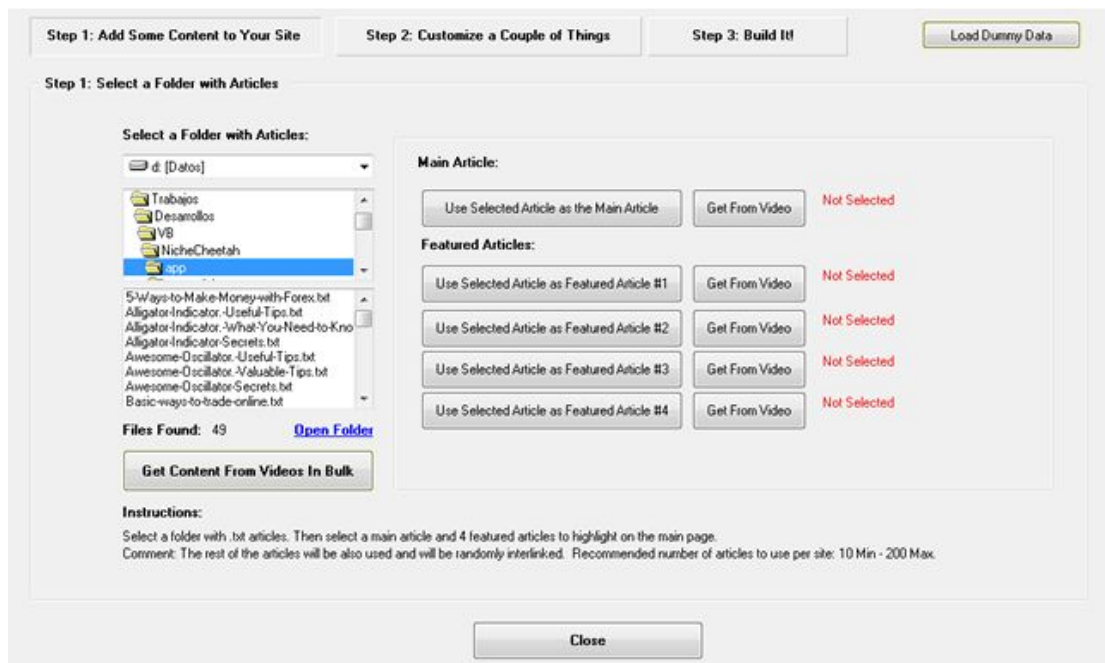 Step 1: Add Some Content to Your Site
Step 2: Customize a Couple of Things
Step 3: Build It!
Load Dummy Data
Step 1: Select a Folder with Articles
Select a Folder with Articles:
d: [Datos]
Trabajos
Desarrollos
VB
NicheCheetah
app
5-Ways-to-Make-Money-with-Forex.txt
Alligator-Indicator.-Useful-Tips.txt
Alligator-Indicator.-What-You-Need-to-Kno
Alligator-Indicator-Secrets.txt
Awesome-Oscillator.-Useful-Tips.txt
Awesome-Oscillator.-Valuable-Tips.txt
Awesome-Oscillator-Secrets.txt
Basic-ways-to-trade-online.txt
Files Found: 49
Open Folder
Get Content From Videos In Bulk
Main Article:
Use Selected Article as the Main Article
Get From Video
Not Selected
Featured Articles:
Use Selected Article as Featured Article #1
Get From Video
Not Selected
Use Selected Article as Featured Article #2
Get From Video
Not Selected
Use Selected Article as Featured Article #3
Get From Video
Not Selected
Use Selected Article as Featured Article #4
Get From Video
Not Selected
Instructions:
Select a folder with .txt articles. Then select a main article and 4 featured articles to highlight on the main page.
Comment: The rest of the articles will be also used and will be randomly interlinked. Recommended number of articles to use per site: 10 Min - 200 Max.
Close